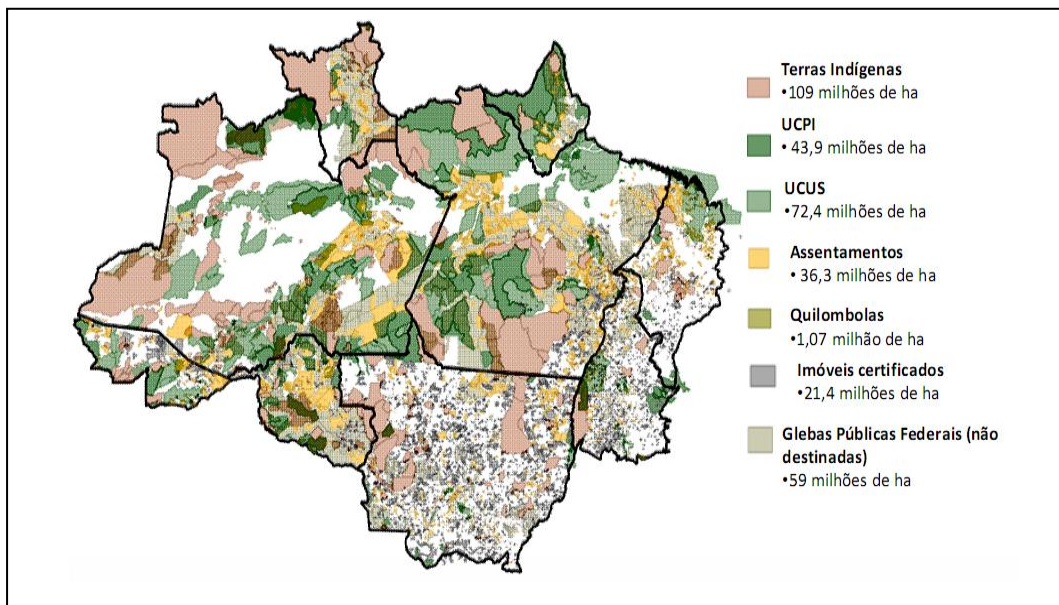 Terras Indígenas
•109 milhões de ha
UCPI
• 43,9 milhões de ha
UCUS
•72,4 milhões de ha
Assentamentos
• 36,3 milhões de ha
Quilombolas
•1,07 milhão de ha
Imóveis certificados
•21,4 milhões de ha
Glebas Públicas Federais (não
destinadas)
•59 milhões de ha